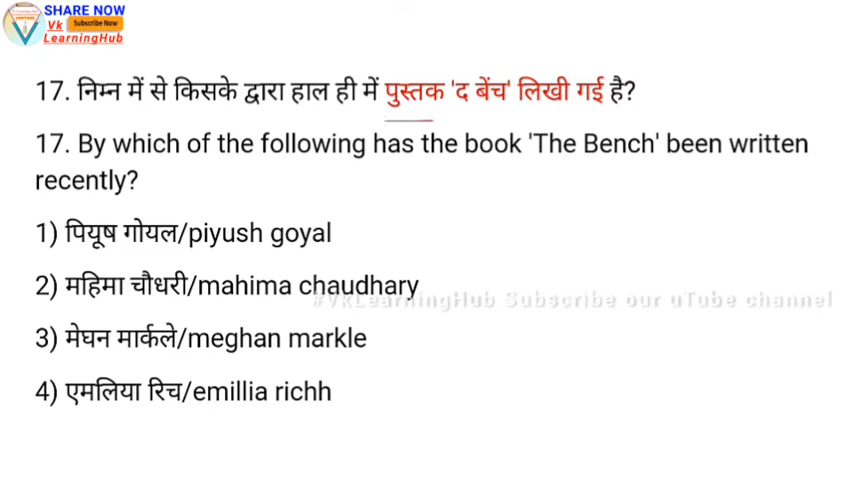 SHARE NOW
Vk Subscribe Now
LearningHub
17. निम्न में से किसके द्वारा हाल ही में पुस्तक 'द बेंच' लिखी गई है?
17. By which of the following has the book 'The Bench' been written
recently?
1) पियूष गोयल/piyush goyal
2) महिमा चौधरी/mahima chaudhary
#VkLearningHub Subscribe our uTube channel
3) मेघन मार्कले/meghan markle
4) एमलिया रिच/emillia richh